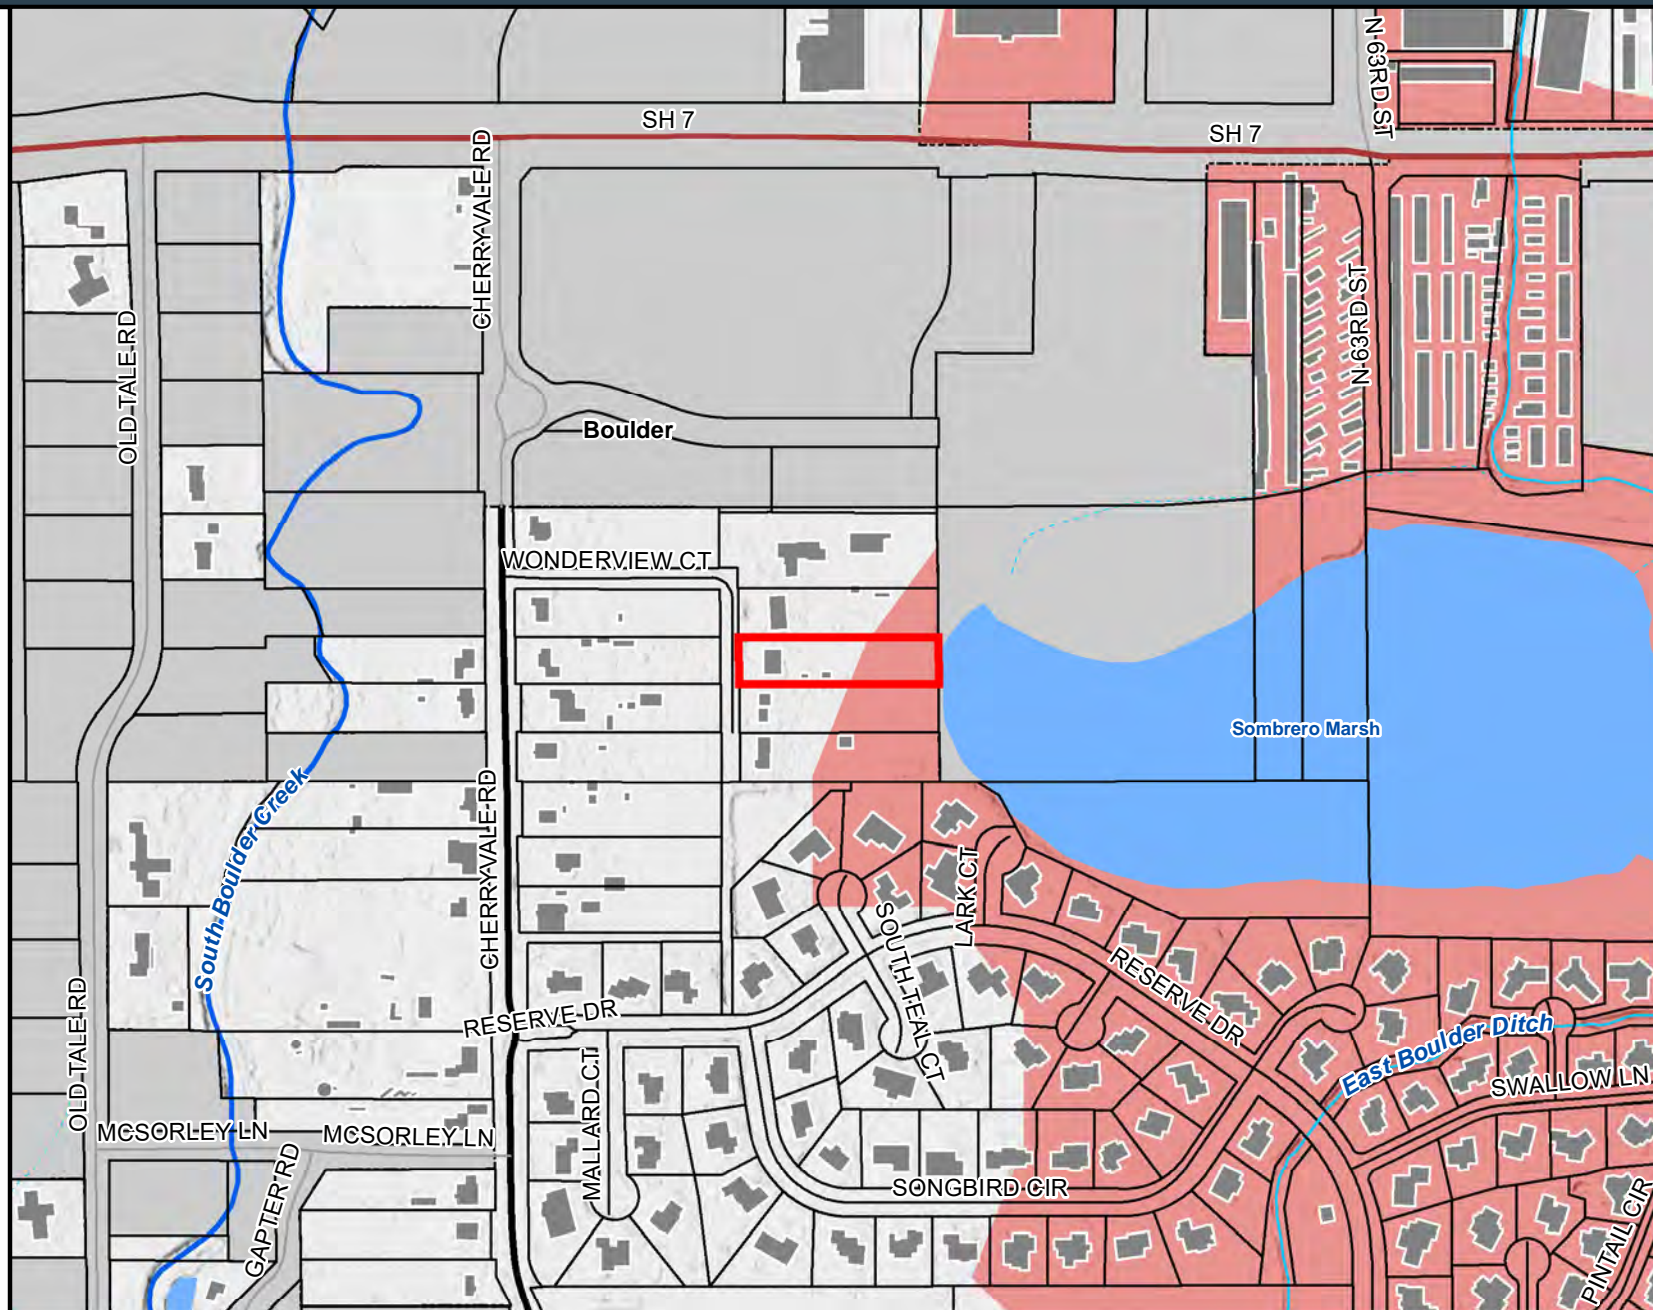 SH 7
SH 7
N 63RD ST
CHERRYVALE RD
OLD TALE RD
N 63RD ST
Boulder
WONDERVIEW CT
Sombrero Marsh
South Boulder Creek
CHERRYVALE RD
LARK CT
SOUTH TEAL CT
RESERVE DR
RESERVE DR
OLD TALE RD
East Boulder Ditch
SWALLOW LN
MALLARD CT
MCSORLEY LN
MCSORLEY LN
GAPTER RD
SONGBIRD CIR
PINTAIL CIR